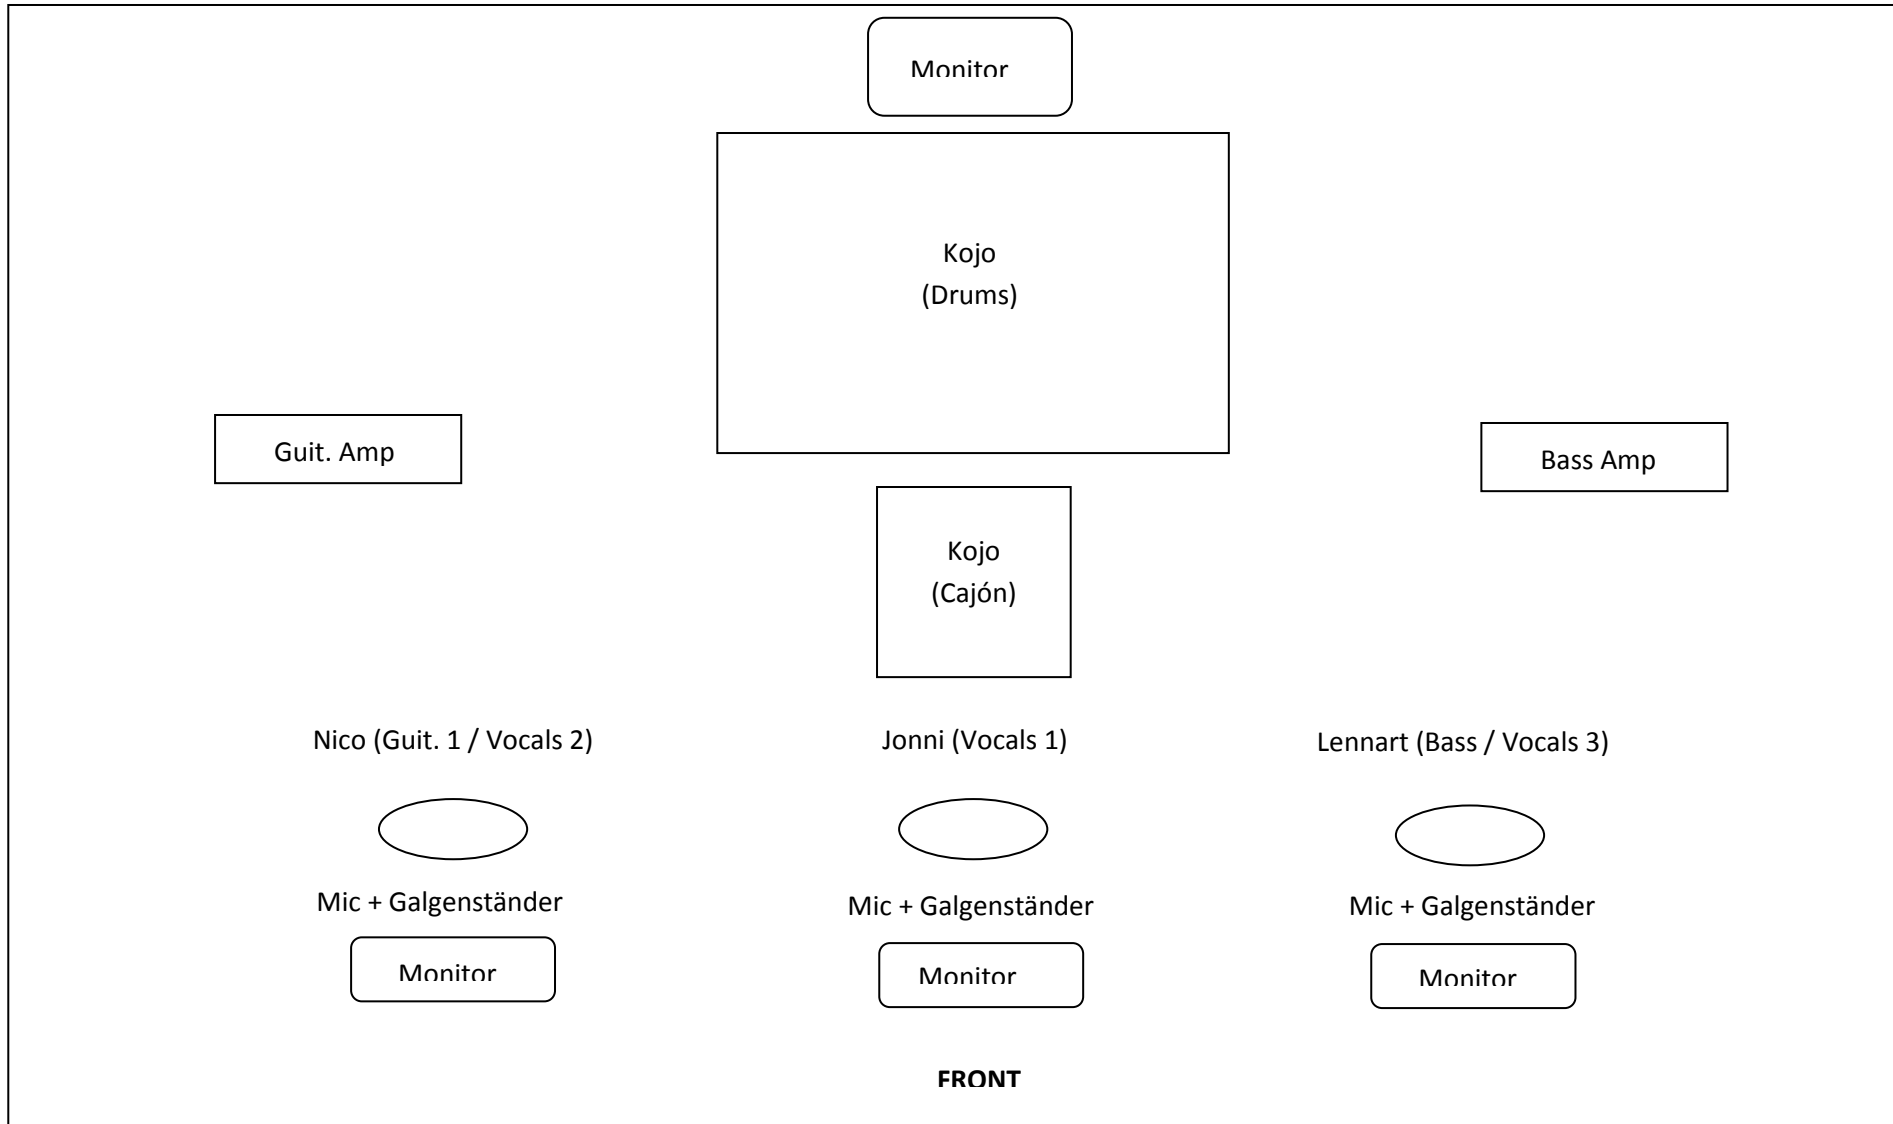 Monitor
Kojo
(Drums)
Guit. Amp
Bass Amp
Kojo
(Cajón)
Nico (Guit. 1 / Vocals 2)
Jonni (Vocals 1)
Lennart (Bass / Vocals 3)
Mic + Galgenständer
Mic + Galgenständer
Mic + Galgenständer
Monitor
Monitor
Monitor
FRONT